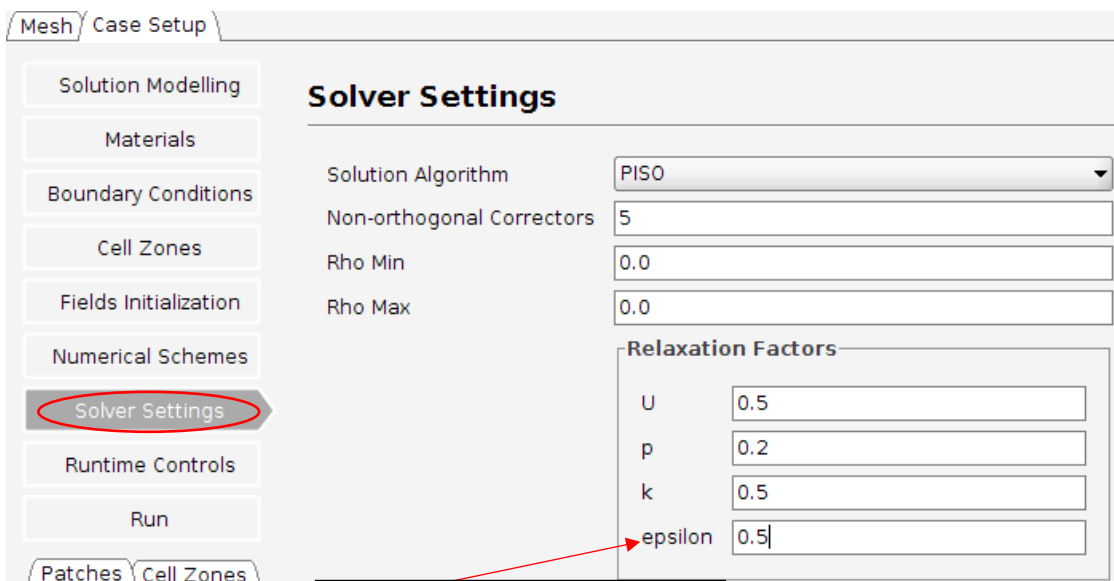 Mesh Case Setup
Solution Modelling
Materials
Boundary Conditions
Cell Zones
Fields Initialization
Numerical Schemes
Solver Settings
Runtime Controls
Run
Patches Cell Zones
Solver Settings
Solution Algorithm PISO
Non-orthogonal Correctors 5
Rho Min 0.0
Rho Max 0.0
Relaxation Factors
U 0.5
p 0.2
k 0.5
epsilon 0.5